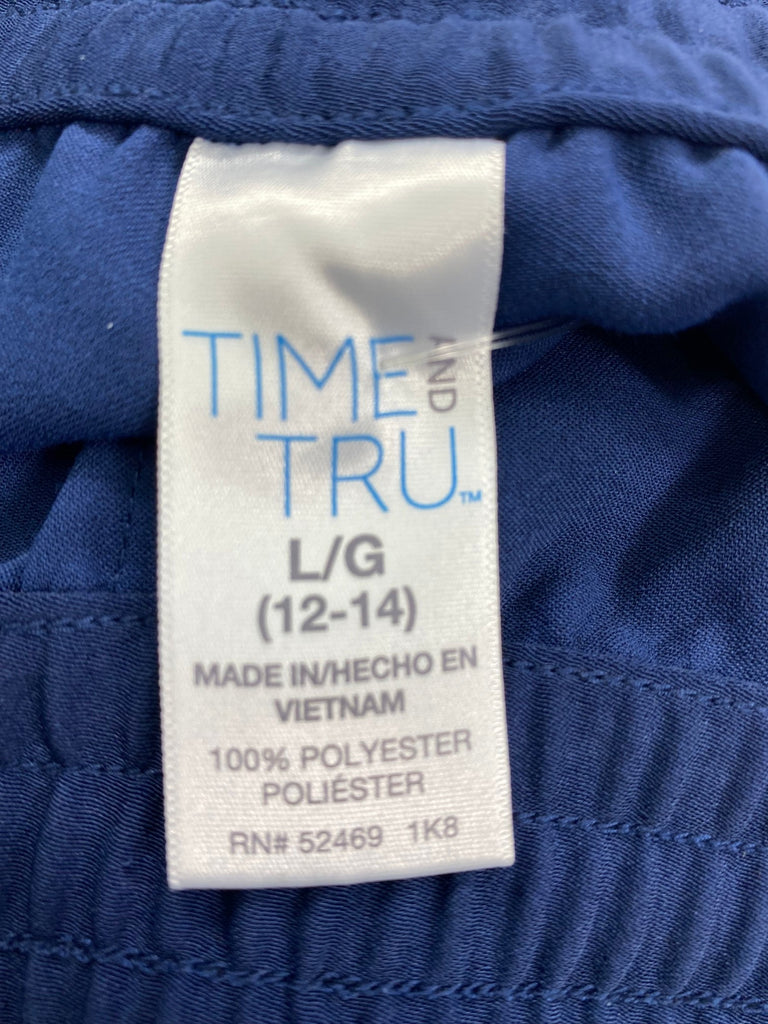 TIME AND
TRU™
L/G
(12-14)
MADE IN/HECHO EN
VIETNAM
100% POLYESTER
POLIÉSTER
RN# 52469 1K8